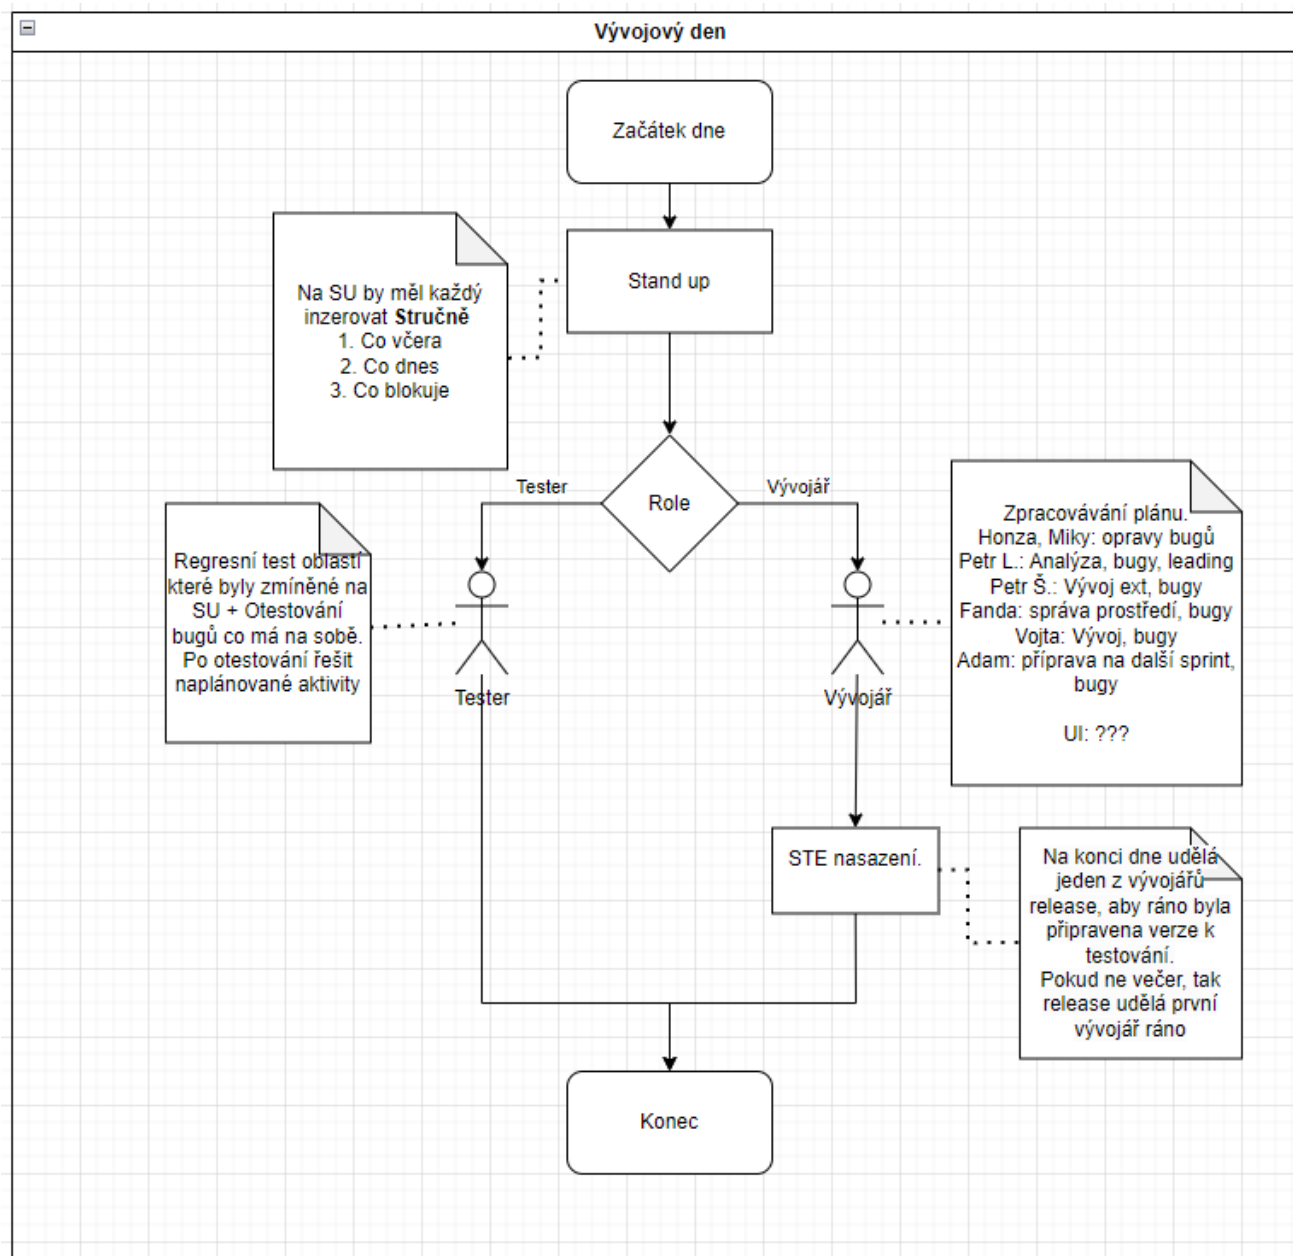 Vývojový den
Začátek dne
Stand up
Na SU by měl každý
inzerovat Stručně
1. Co včera
2. Co dnes
3. Co blokuje
Tester
Role
Vývojář
Regresní test oblastí
které byly zmíněné na
SU + Otestování
bugů co má na sobě.
Po otestování řešit
naplánované aktivity
Zpracovávání plánu.
Honza, Miky: opravy bugů
Petr L.: Analýza, bugy, leading
Petr Š.: Vývoj ext, bugy
Fanda: správa prostředí, bugy
Vojta: Vývoj, bugy
Adam: příprava na další sprint,
bugy
UI: ???
Tester
Vývojář
STE nasazení.
Na konci dne udělá
jeden z vývojářů
release, aby ráno byla
připravena verze k
testování.
Pokud ne večer, tak
release udělá první
vývojář ráno
Konec